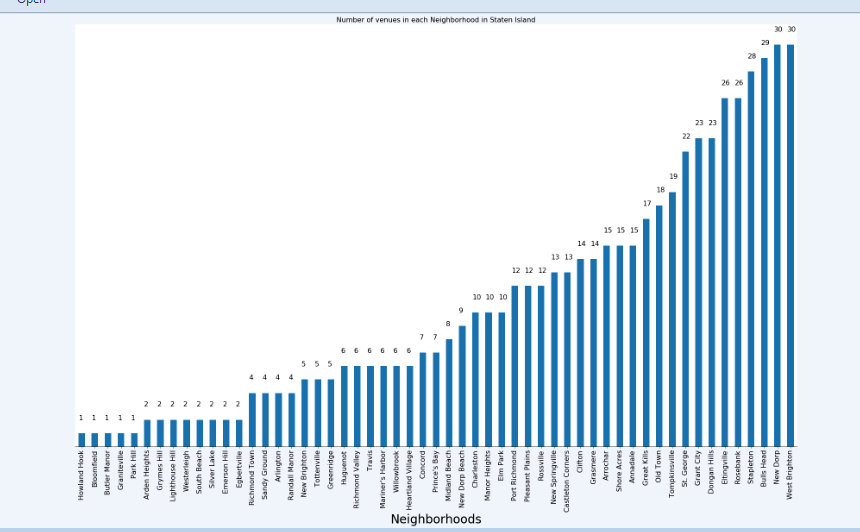 Open
Number of venues in each Neighborhood in Staten Island
1 1 1 1 1 2 2 2 2 2 2 2 2 4 4 4 4 5 5 5 6 6 6 6 6 6 7 7 8 9 10 10 10 12 12 12 13 13 14 14 15 15 15 17 18 19 22 23 23 26 26 28 29 30 30
Howland Hook
Bloomfield
Butler Manor
Graniteville
Park Hill
Arden Heights
Grymes Hill
Lighthouse Hill
Westerleigh
South Beach
Silver Lake
Emerson Hill
Egbertville
Richmond Town
Sandy Ground
Arlington
Randall Manor
New Brighton
Tottenville
Greenridge
Huguenot
Richmond Valley
Travis
Mariner's Harbor
Willowbrook
Heartland Village
Concord
Prince's Bay
Midland Beach
New Dorp Beach
Charleston
Manor Heights
Elm Park
Port Richmond
Pleasant Plains
Rossville
New Springville
Castleton Corners
Clifton
Grasmere
Arrochar
Shore Acres
Annadale
Great Kills
Old Town
Tompkinsville
St. George
Grant City
Dongan Hills
Eltingville
Rosebank
Stapleton
Bulls Head
New Dorp
West Brighton
Neighborhoods